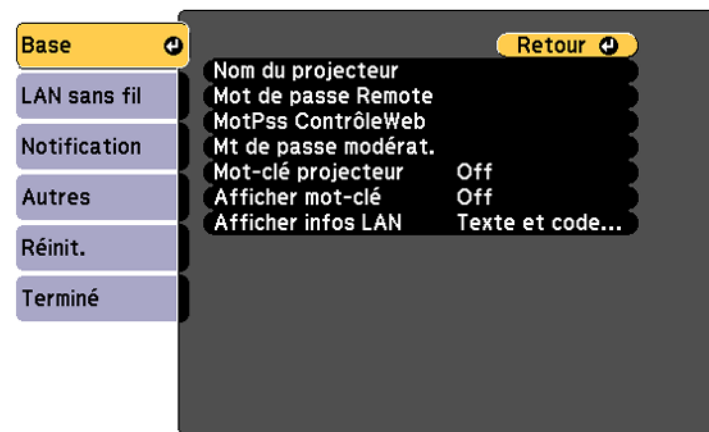 Base
LAN sans fil
Notification
Autres
Réinit.
Terminé
Retour
Nom du projecteur
Mot de passe Remote
MotPss ContrôleWeb
Mt de passe modérat.
Mot-clé projecteur Off
Afficher mot-clé Off
Afficher infos LAN Texte et code...